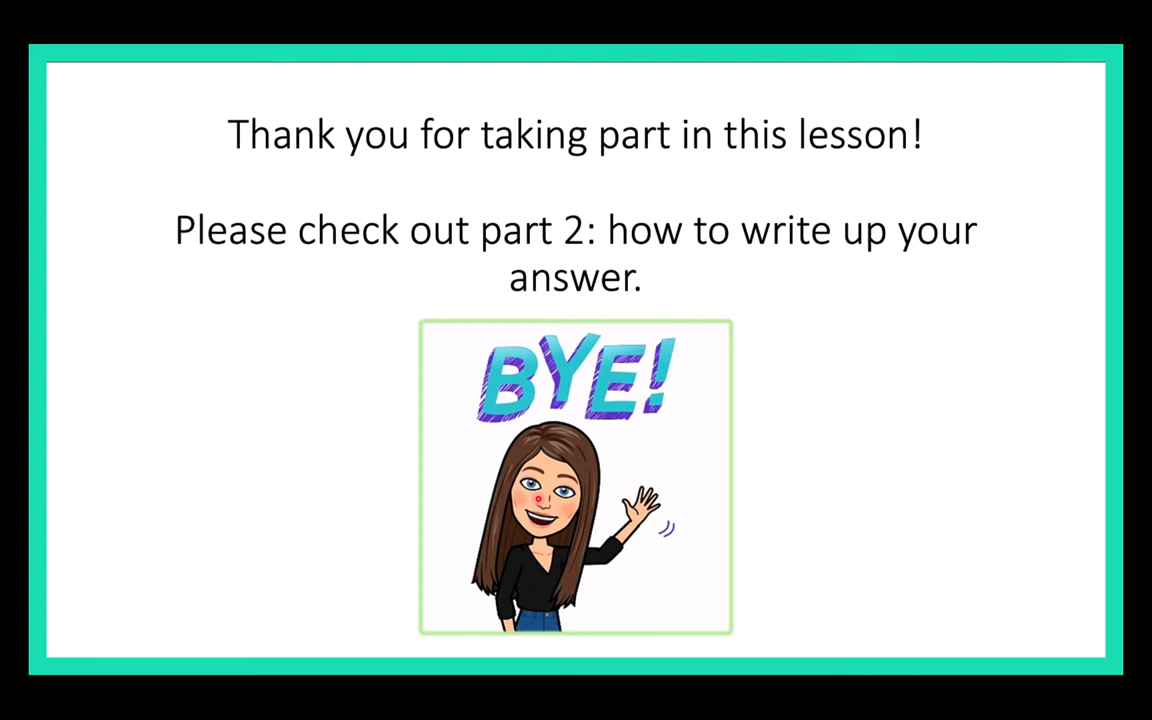 Thank you for taking part in this lesson!
Please check out part 2: how to write up your
answer.
BYE!